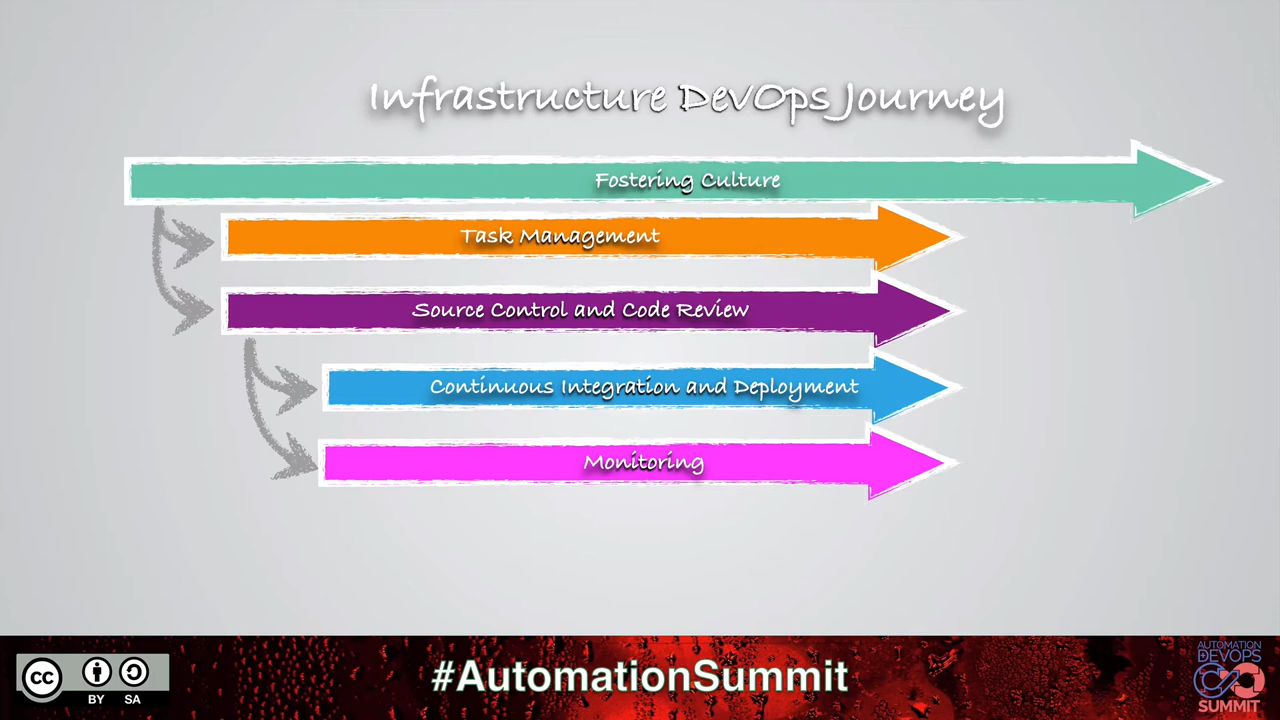 Infrastructure DevOps Journey
Fostering Culture
Task Management
Source Control and Code Review
Continuous Integration and Deployment
Monitoring
cc
BY SA
#AutomationSummit
AUTOMATION
DEVOPS
SUMMIT